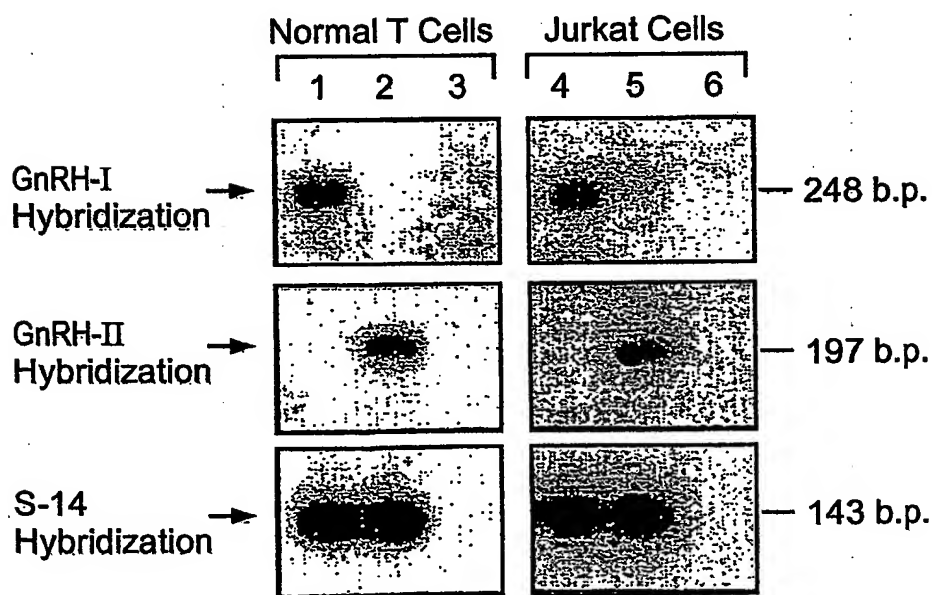 Normal T Cells Jurkat Cells
1 2 3 4 5 6
GnRH-I
Hybridization
248 b.p.
GnRH-II
Hybridization
197 b.p.
S-14
Hybridization
143 b.p.